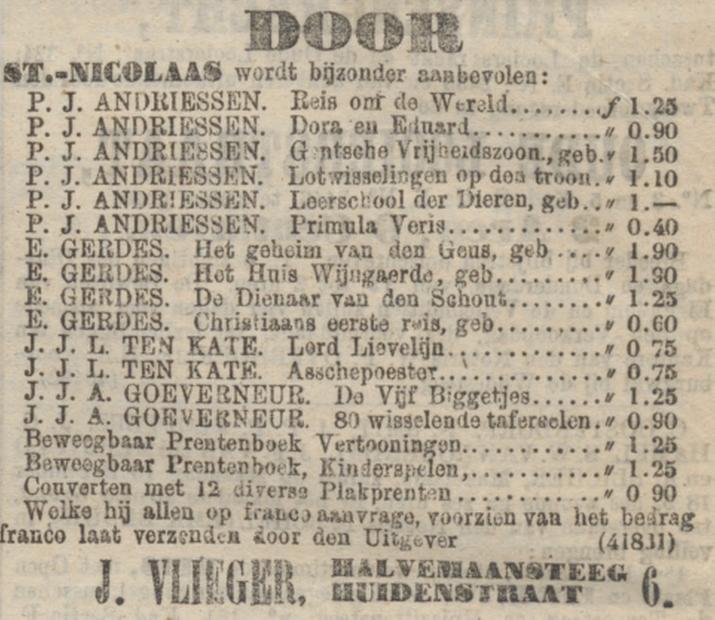 DOOR
ST.-NICOLAAS wordt bijzonder aanbevolen:
P. J. ANDRIESSEN. Reis om de Wereld........ƒ 1.25
P. J. ANDRIESSEN. Dora en Eduard..........." 0.90
P. J. ANDRIESSEN. Gentsche Vrijheidszoon., geb." 1.50
P. J. ANDRIESSEN. Lotwisselingen op den troon." 1.10
P. J. ANDRIESSEN. Leerschool der Dieren, geb.." 1.—
P. J. ANDRIESSEN. Primula Veris............." 0.40
E. GERDES. Het geheim van den Geus, geb ...." 1.90
E. GERDES. Het Huis Wijngaerde, geb........." 1.90
E. GERDES. De Dienaar van den Schout........" 1.25
E. GERDES. Christiaans eerste reis, geb........." 0.60
J. J. L. TEN KATE. Lord Lievelijn............." 0 75
J. J. L. TEN KATE. Asschepoester.............." 0.75
J. J. A. GOEVERNEUR. De Vijf Biggetjes......" 1.25
J. J. A. GOEVERNEUR. 80 wisselende tafereelen." 0.90
Beweegbaar Prentenboek Vertooningen..........." 1.25
Beweegbaar Prentenboek, Kinderspelen,.........." 1.25
Couverten met 12 diverse Plakprenten ..........." 0 90
Welke hij allen op franco aanvrage, voorzien van het bedrag
franco laat verzenden door den Uitgever (41811)
J. VLIEGER, HALVEMAANSTEEG 6.
HUIDENSTRAAT